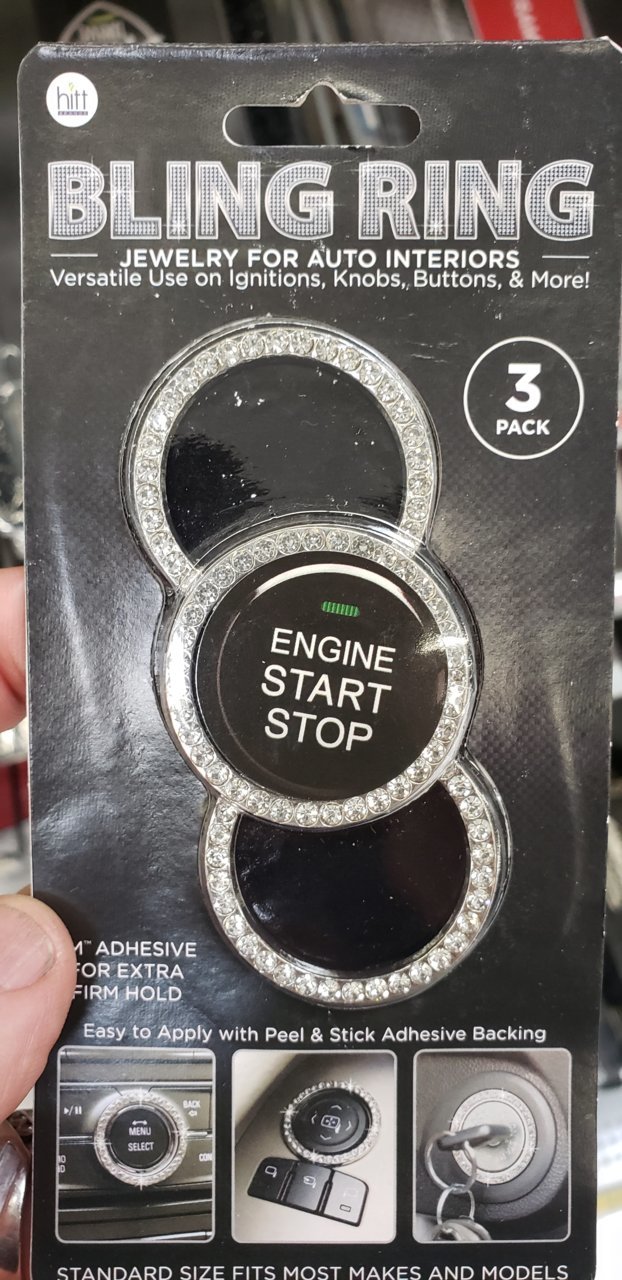 hitt
BLING RING
JEWELRY FOR AUTO INTERIORS
Versatile Use on Ignitions, Knobs, Buttons, & More!
3
PACK
ENGINE
START
STOP
M™ ADHESIVE
FOR EXTRA
FIRM HOLD
Easy to Apply with Peel & Stick Adhesive Backing
MENU
SELECT
BACK
STANDARD SIZE FITS MOST MAKES AND MODELS